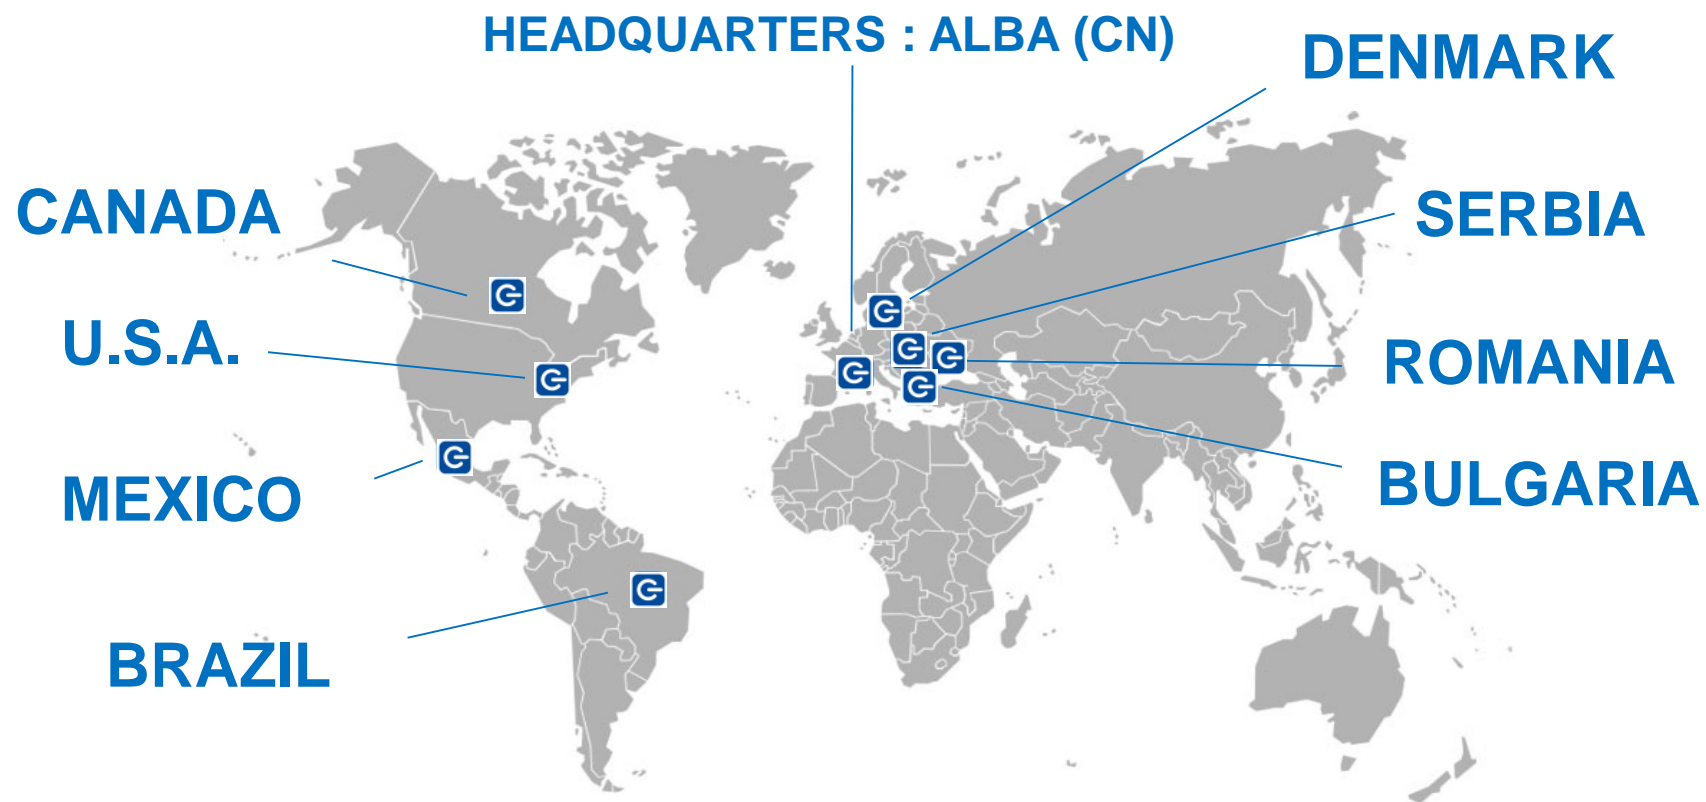 HEADQUARTERS : ALBA (CN)
DENMARK
CANADA
SERBIA
U.S.A.
ROMANIA
MEXICO
BULGARIA
BRAZIL